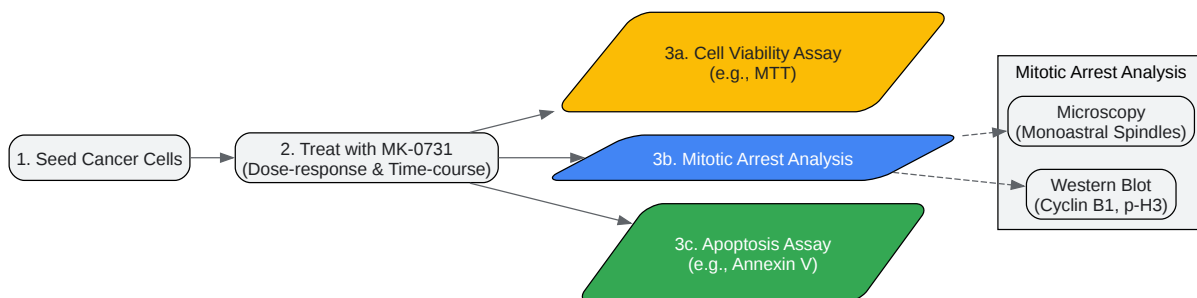 1. Seed Cancer Cells
2. Treat with MK-0731
(Dose-response & Time-course)
3a. Cell Viability Assay
(e.g., MTT)
3b. Mitotic Arrest Analysis
3c. Apoptosis Assay
(e.g., Annexin V)
Mitotic Arrest Analysis
Microscopy
(Monoastral Spindles)
Western Blot
(Cyclin B1, p-H3)